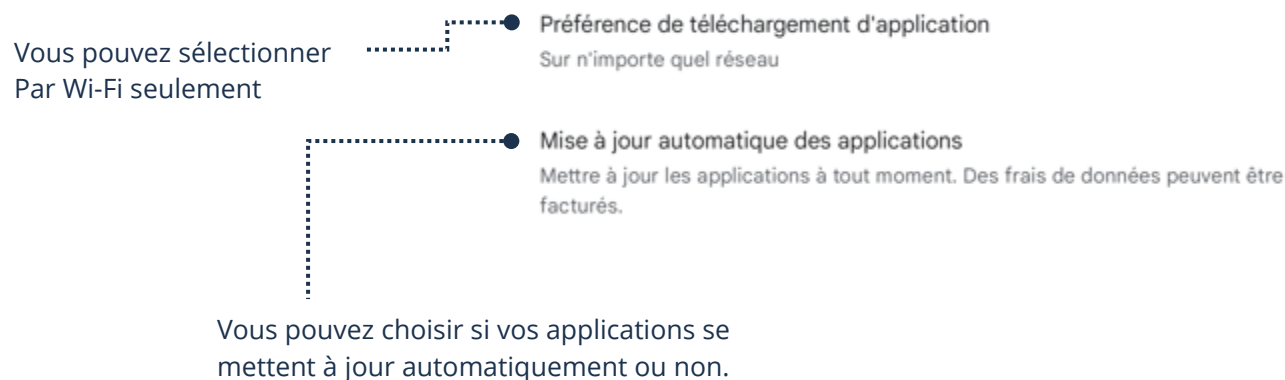 Préférence de téléchargement d'application
Sur n'importe quel réseau
Vous pouvez sélectionner
Par Wi-Fi seulement
Mise à jour automatique des applications
Mettre à jour les applications à tout moment. Des frais de données peuvent être
facturés.
Vous pouvez choisir si vos applications se
mettent à jour automatiquement ou non.